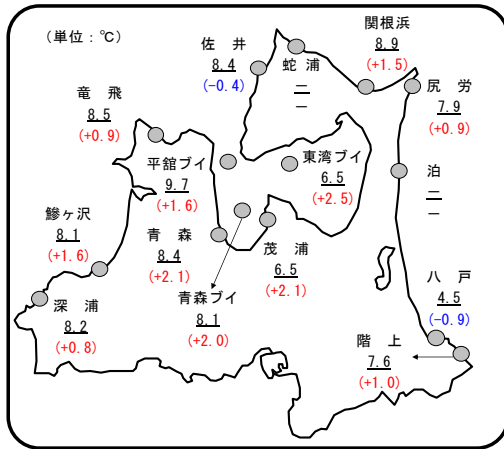 （単位：℃）
佐 井
8.4
(−0.4)
蛇 浦
―
―
関根浜
8.9
(+1.5)
尻 労
7.9
(+0.9)
竜 飛
8.5
(+0.9)
平舘ブイ
9.7
(+1.6)
東湾ブイ
6.5
(+2.5)
泊
―
―
鰺ヶ沢
8.1
(+1.6)
青 森
8.4
(+2.1)
茂 浦
6.5
(+2.1)
青森ブイ
8.1
(+2.0)
深 浦
8.2
(+0.8)
八 戸
4.5
(−0.9)
階 上
7.6
(+1.0)